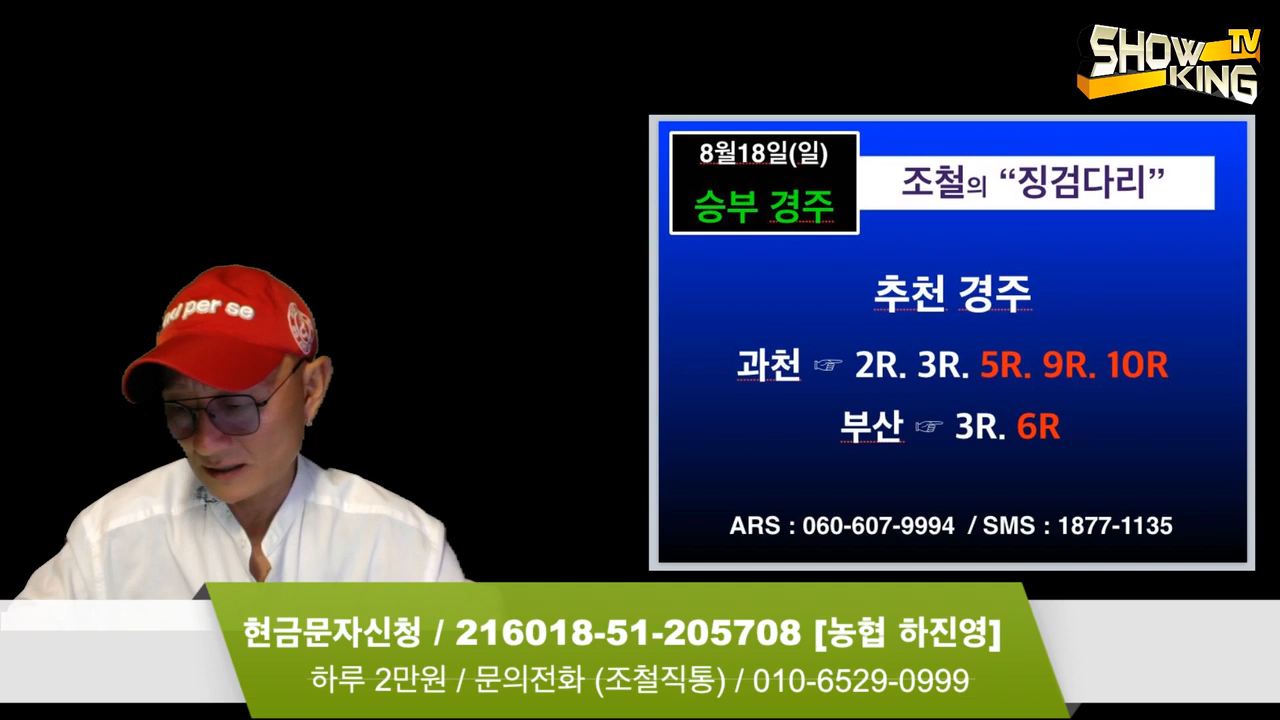 SHOW TV
KING
8월18일(일)
승부 경주
조철의 “징검다리”
추천 경주
과천 ☞ 2R. 3R. 5R. 9R. 10R
부산 ☞ 3R. 6R
ARS : 060-607-9994 / SMS : 1877-1135
per se
현금문자신청 / 216018-51-205708 [농협 하진영]
하루 2만원 / 문의전화 (조철직통) / 010-6529-0999